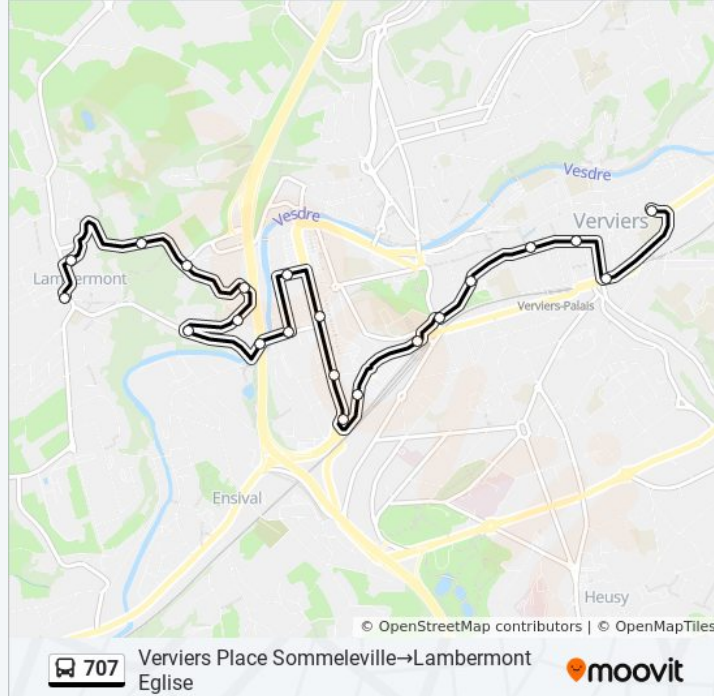 Vesdre
Vesdre
Verviers
Lambermont
Verviers-Palais
Ensival
Heusy
© OpenStreetMap contributors | © OpenMapTiles
707
Verviers Place Sommeleville→Lambermont
Eglise
moovit